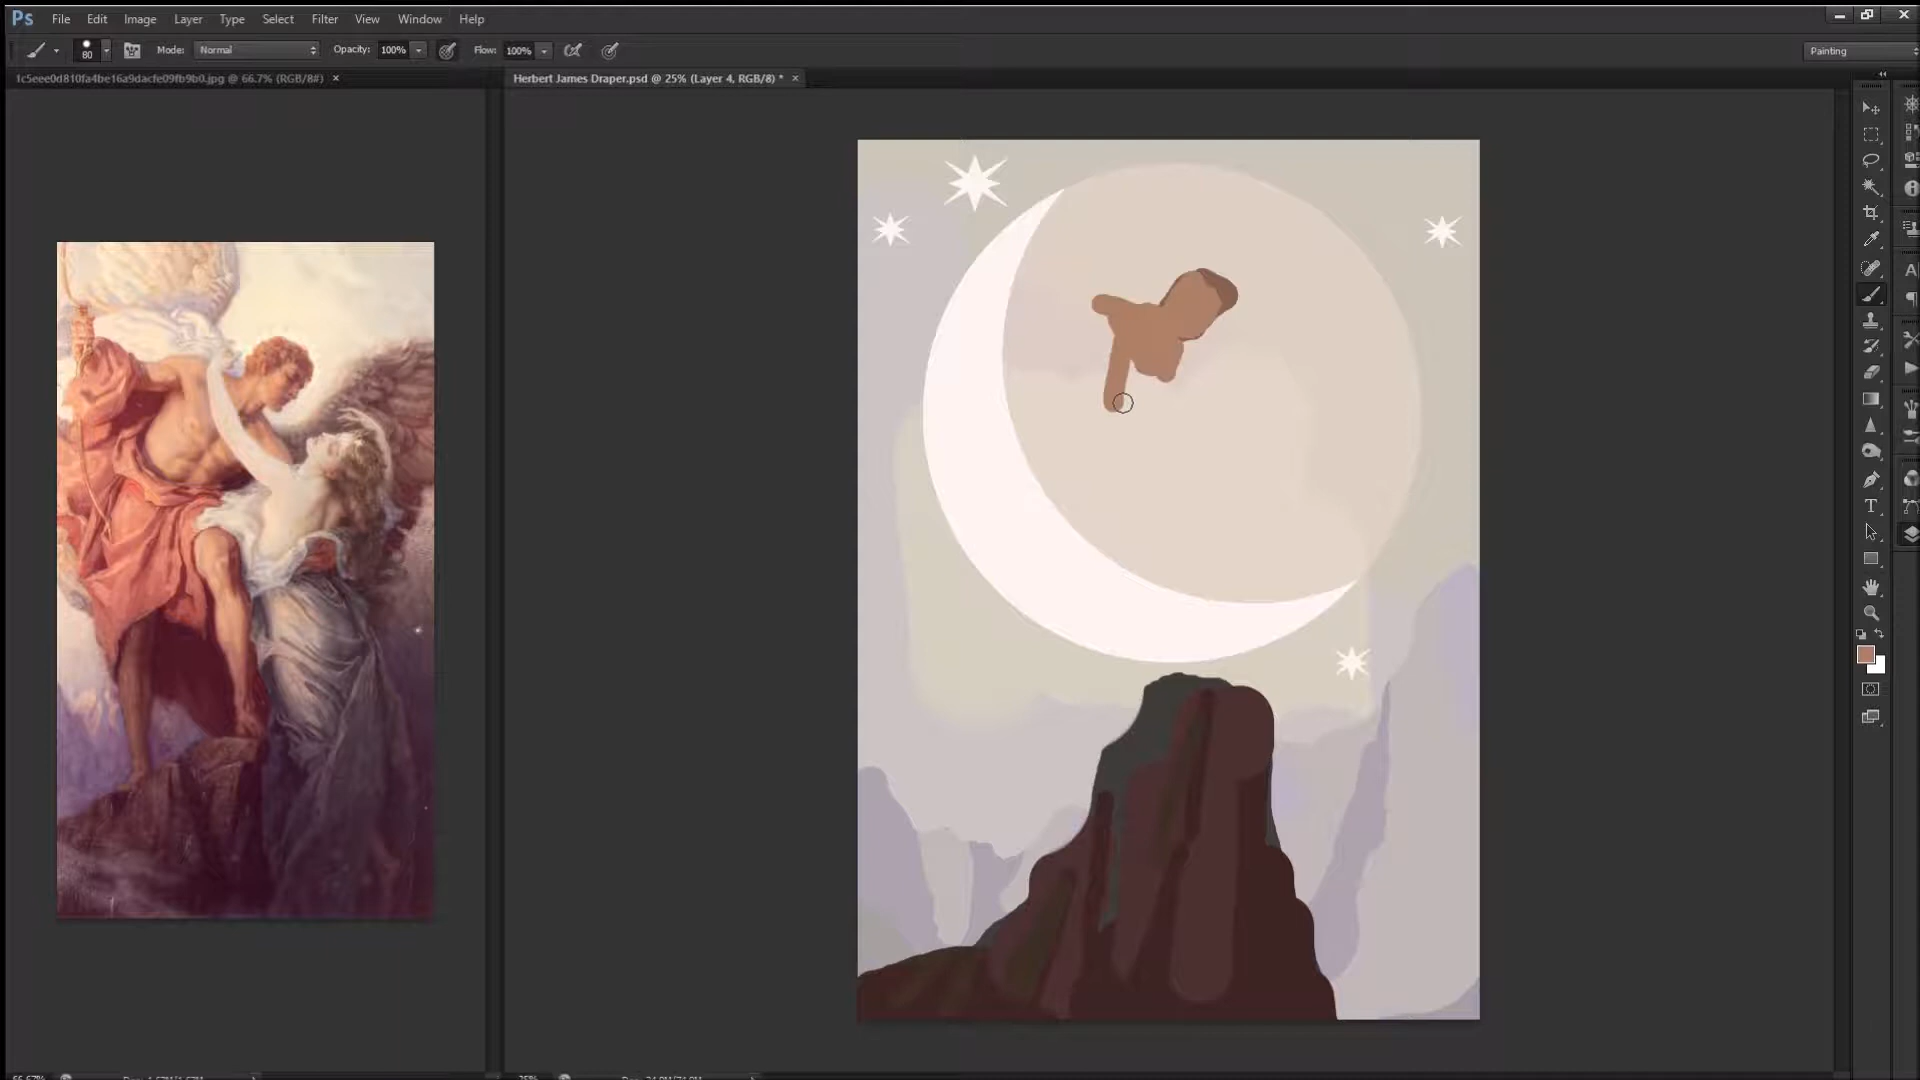 Ps File Edit Image Layer Type Select Filter View Window Help
80 Mode: Normal Opacity: 100% Flow: 100% Painting
1c5eee0d810fa4be16a9dacfe09fb9b0.jpg @ 66.7% (RGB/8#) × Herbert James Draper.psd @ 25% (Layer 4, RGB/8) * ×